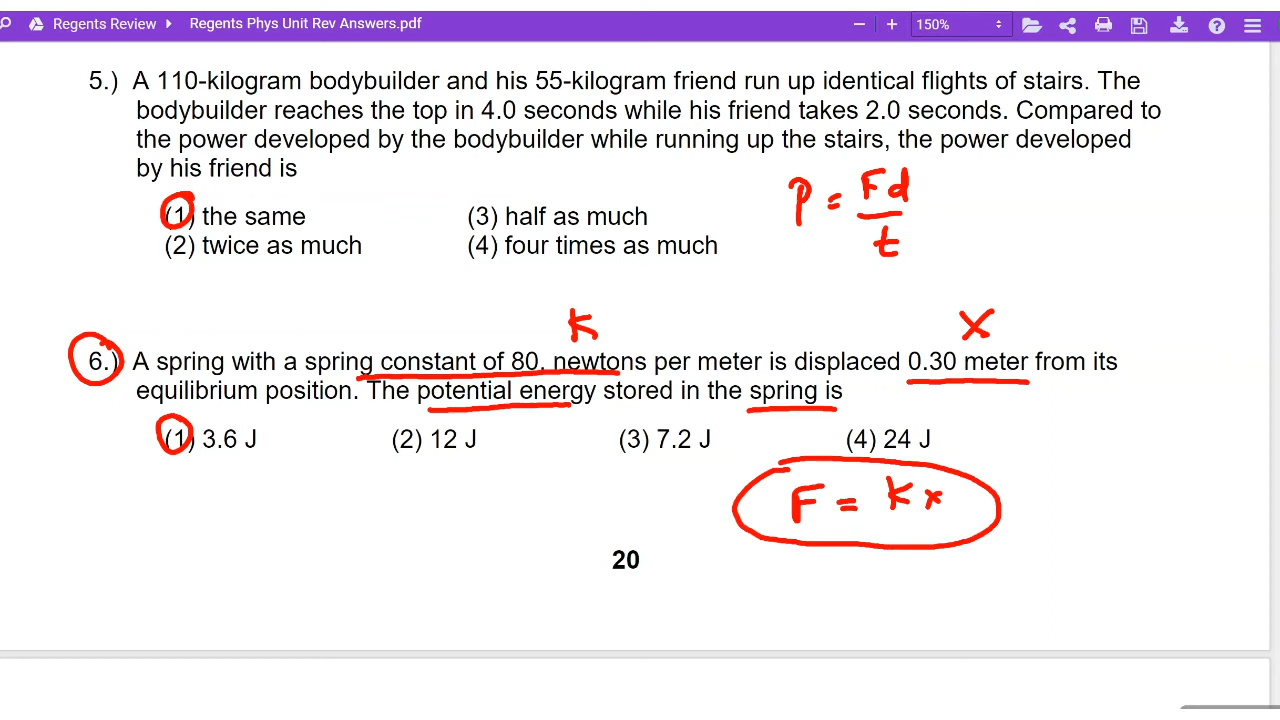 Regents Review ▸ Regents Phys Unit Rev Answers.pdf − + 150%
5.) A 110-kilogram bodybuilder and his 55-kilogram friend run up identical flights of stairs. The
bodybuilder reaches the top in 4.0 seconds while his friend takes 2.0 seconds. Compared to
the power developed by the bodybuilder while running up the stairs, the power developed
by his friend is
(1) the same (3) half as much
(2) twice as much (4) four times as much
P = Fd
t
K X
6.) A spring with a spring constant of 80. newtons per meter is displaced 0.30 meter from its
equilibrium position. The potential energy stored in the spring is
(1) 3.6 J (2) 12 J (3) 7.2 J (4) 24 J
F = Kx
20